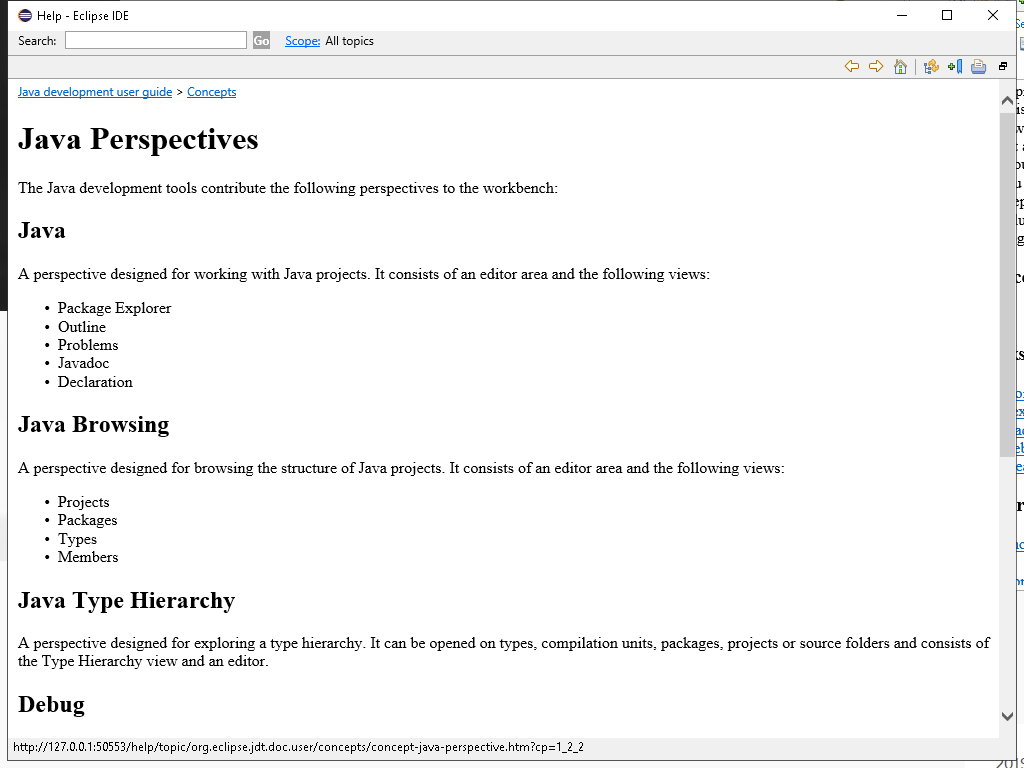 Help - Eclipse IDE
Search:
Go
Scope: All topics
Java development user guide > Concepts
Java Perspectives
The Java development tools contribute the following perspectives to the workbench:
Java
A perspective designed for working with Java projects. It consists of an editor area and the following views:
• Package Explorer
• Outline
• Problems
• Javadoc
• Declaration
Java Browsing
A perspective designed for browsing the structure of Java projects. It consists of an editor area and the following views:
• Projects
• Packages
• Types
• Members
Java Type Hierarchy
A perspective designed for exploring a type hierarchy. It can be opened on types, compilation units, packages, projects or source folders and consists of
the Type Hierarchy view and an editor.
Debug
http://127.0.0.1:50553/help/topic/org.eclipse.jdt.doc.user/concepts/concept-java-perspective.htm?cp=1_2_2